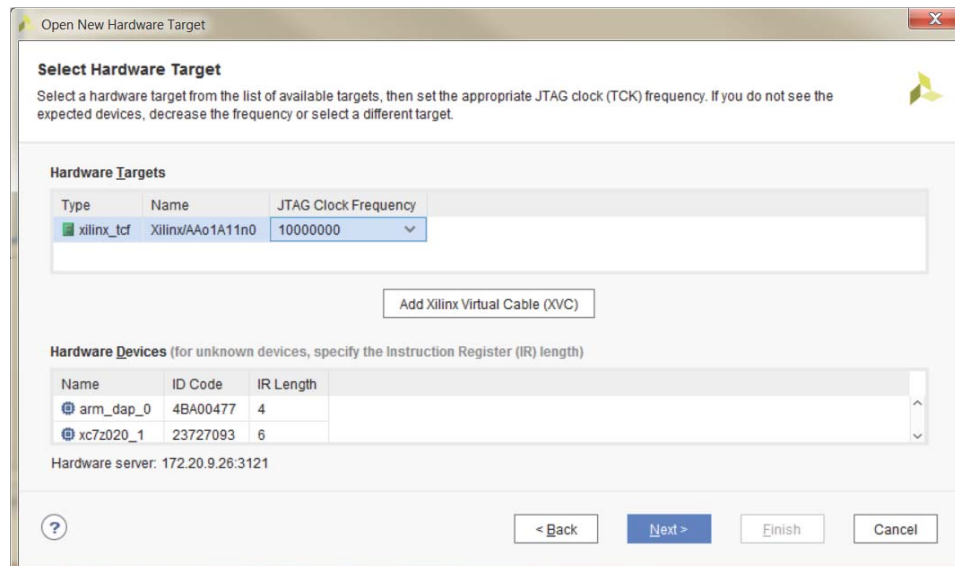 Open New Hardware Target
Select Hardware Target
Select a hardware target from the list of available targets, then set the appropriate JTAG clock (TCK) frequency. If you do not see the
expected devices, decrease the frequency or select a different target.
Hardware Targets
Type Name JTAG Clock Frequency
xilinx_tcf Xilinx/AAo1A11n0 10000000
Add Xilinx Virtual Cable (XVC)
Hardware Devices (for unknown devices, specify the Instruction Register (IR) length)
Name ID Code IR Length
arm_dap_0 4BA00477 4
xc7z020_1 23727093 6
Hardware server: 172.20.9.26:3121
? < Back Next > Finish Cancel